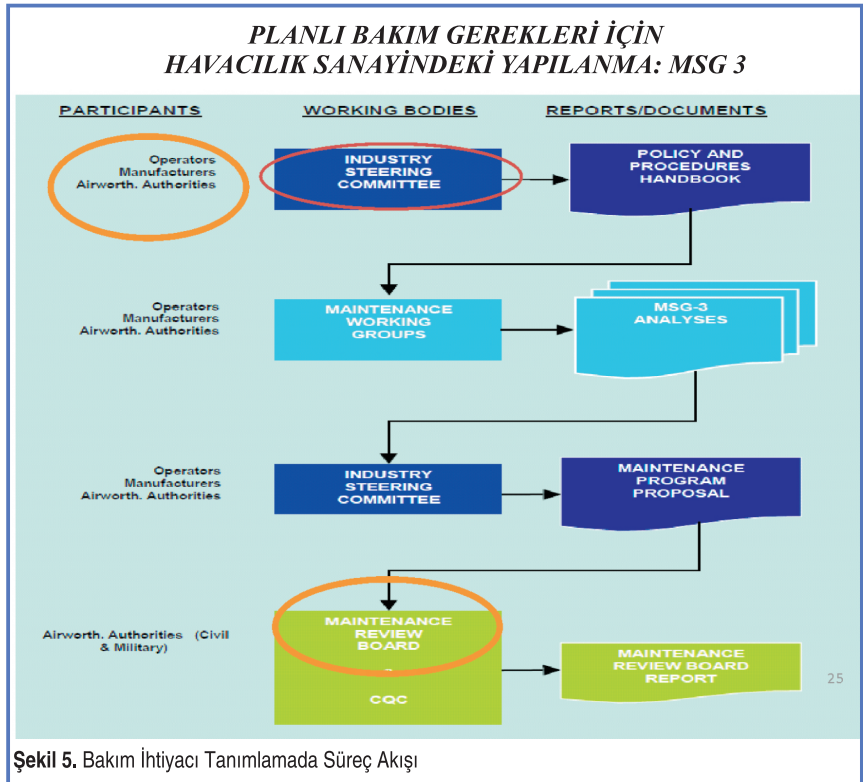 PLANLI BAKIM GEREKLERİ İÇİN
HAVACILIK SANAYİNDEKİ YAPILANMA: MSG 3
PARTICIPANTS
WORKING BODIES
REPORTS/DOCUMENTS
Operators
Manufacturers
Airworth. Authorities
INDUSTRY
STEERING
COMMITTEE
POLICY AND
PROCEDURES
HANDBOOK
Operators
Manufacturers
Airworth. Authorities
MAINTENANCE
WORKING
GROUPS
MSG-3
ANALYSES
Operators
Manufacturers
Airworth. Authorities
INDUSTRY
STEERING
COMMITTEE
MAINTENANCE
PROGRAM
PROPOSAL
Airworth. Authorities (Civil
& Military)
MAINTENANCE
REVIEW
BOARD
–
CQC
MAINTENANCE
REVIEW BOARD
REPORT
25
Şekil 5. Bakım İhtiyacı Tanımlamada Süreç Akışı